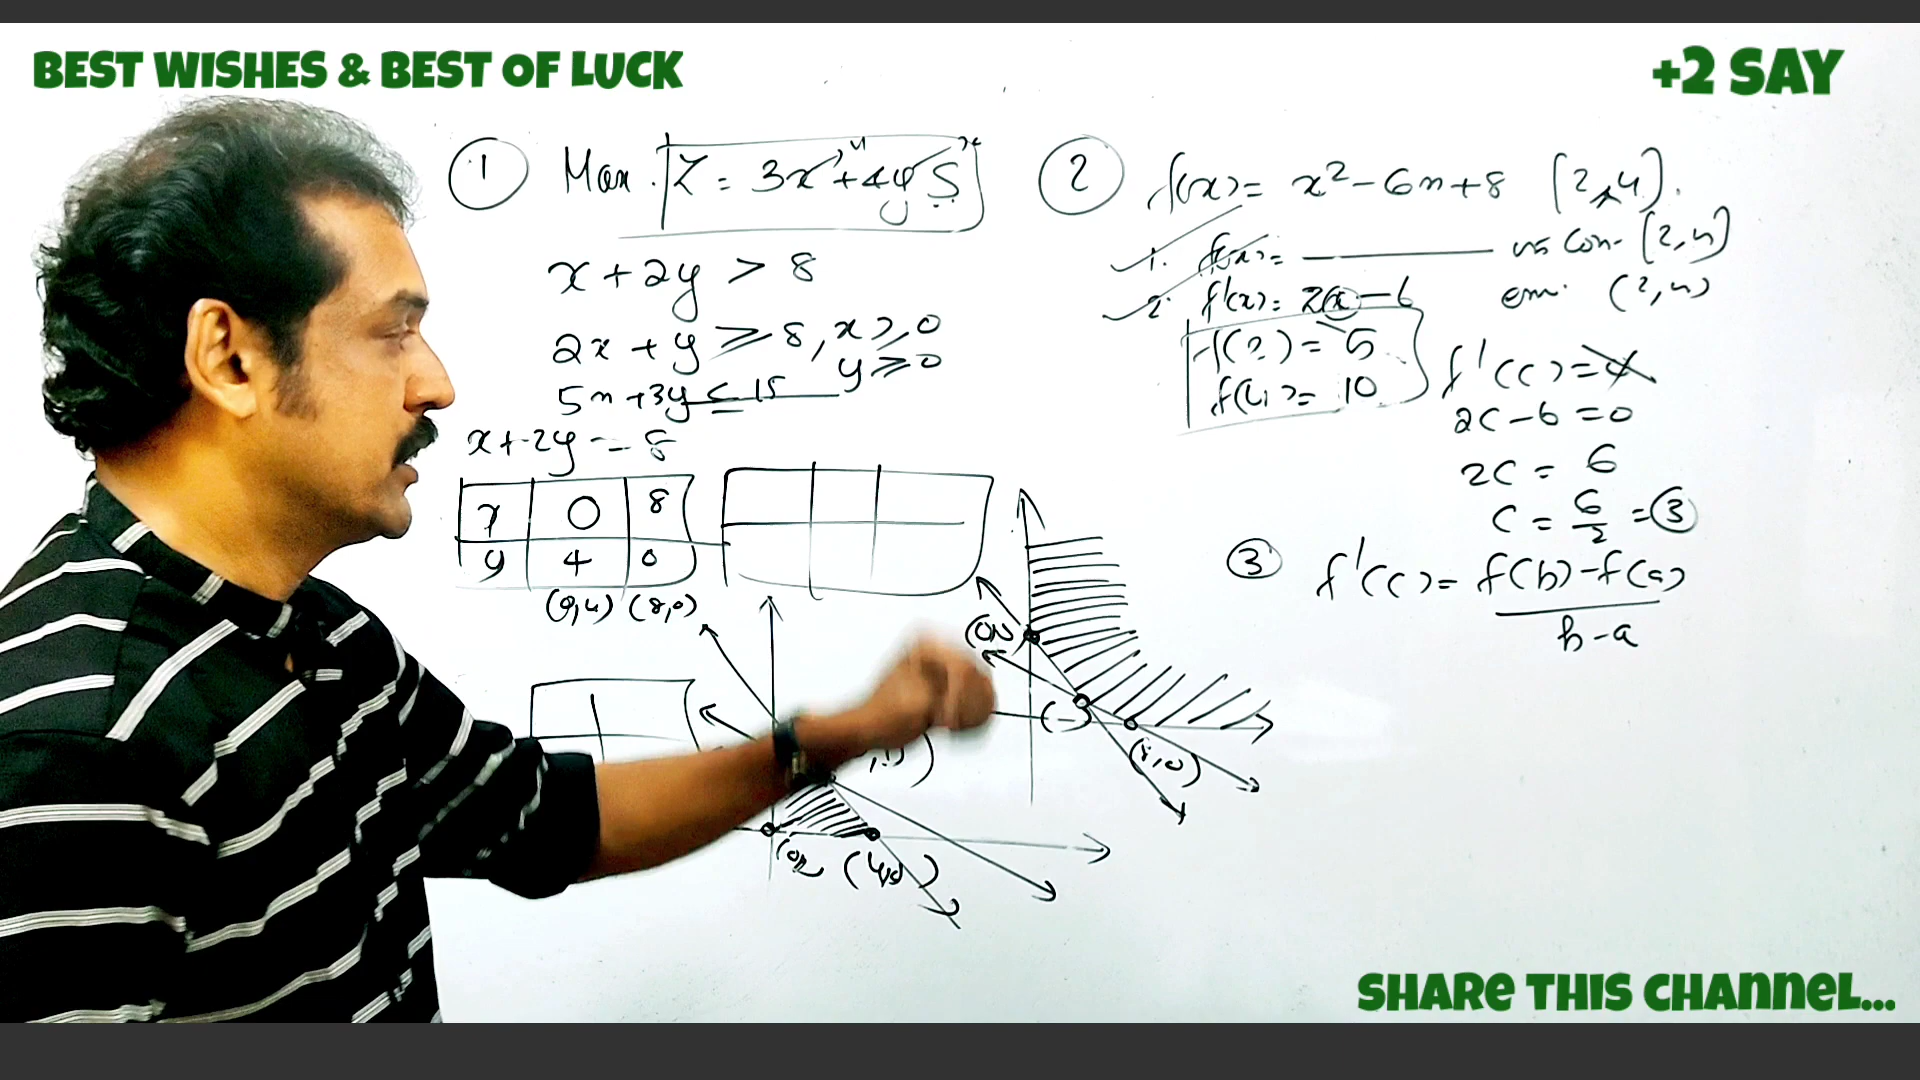 BEST WISHES & BEST OF LUCK
+2 SAY
① Max. Z = 3x + 4y S
x + 2y > 8
2x + y ≥ 8, x ≥ 0
y ≥ 0
5x + 3y ≤ 15
x + 2y = 8
x 0 8
y 4 0
(0,4) (8,0)
(8,0)
(4,0)
② f(x) = x² - 6x + 8 [2, 4].
1. f(x) = is con. [2,4]
2. f'(x) = 2x - 6 (2,4)
f(2) = 5
f(4) = 10
f'(c) =
2c - 6 = 0
2c = 6
c = 6/2 = ③
③ f'(c) = f(b) - f(a)
b - a
SHARE THIS CHANNEL...